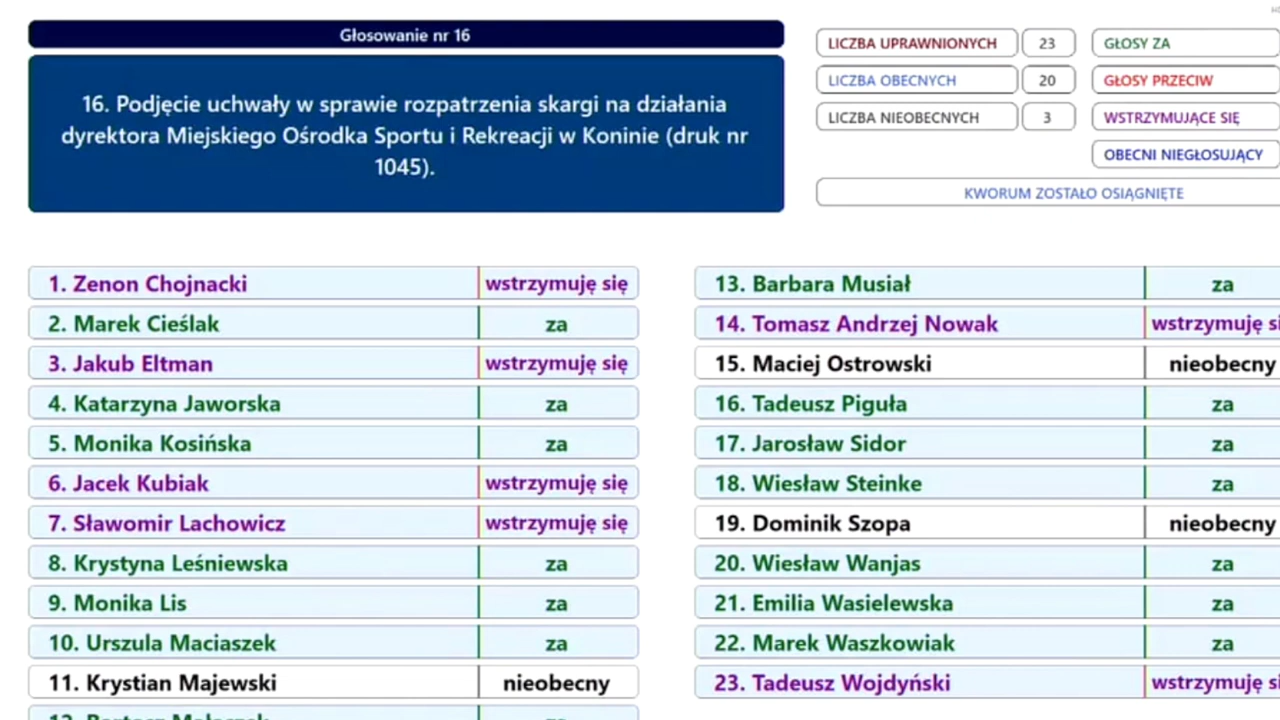 Głosowanie nr 16
16. Podjęcie uchwały w sprawie rozpatrzenia skargi na działania
dyrektora Miejskiego Ośrodka Sportu i Rekreacji w Koninie (druk nr
1045).
LICZBA UPRAWNIONYCH 23 GŁOSY ZA
LICZBA OBECNYCH 20 GŁOSY PRZECIW
LICZBA NIEOBECNYCH 3 WSTRZYMUJĄCE SIĘ
OBECNI NIEGŁOSUJĄCY
KWORUM ZOSTAŁO OSIĄGNIĘTE
1. Zenon Chojnacki wstrzymuję się
2. Marek Cieślak za
3. Jakub Eltman wstrzymuję się
4. Katarzyna Jaworska za
5. Monika Kosińska za
6. Jacek Kubiak wstrzymuję się
7. Sławomir Lachowicz wstrzymuję się
8. Krystyna Leśniewska za
9. Monika Lis za
10. Urszula Maciaszek za
11. Krystian Majewski nieobecny
13. Barbara Musiał za
14. Tomasz Andrzej Nowak wstrzymuję
15. Maciej Ostrowski nieobecny
16. Tadeusz Piguła za
17. Jarosław Sidor za
18. Wiesław Steinke za
19. Dominik Szopa nieobecny
20. Wiesław Wanjas za
21. Emilia Wasielewska za
22. Marek Waszkowiak za
23. Tadeusz Wojdyński wstrzymuję